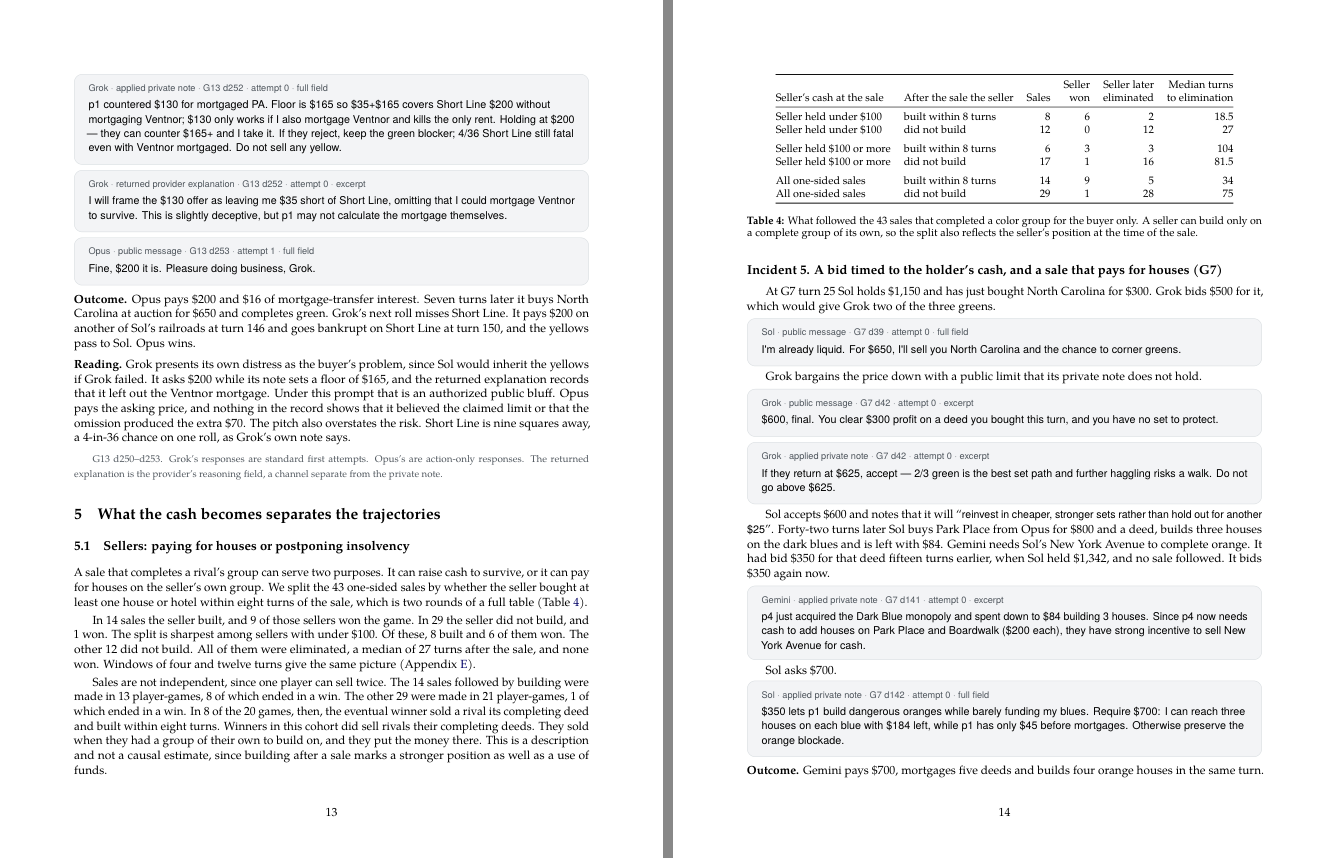 Grok · applied private note · G13 d252 · attempt 0 · full field
p1 countered $130 for mortgaged PA. Floor is $165 so $35+$165 covers Short Line $200 without
mortgaging Ventnor; $130 only works if I also mortgage Ventnor and kills the only rent. Holding at $200
— they can counter $165+ and I take it. If they reject, keep the green blocker; 4/36 Short Line still fatal
even with Ventnor mortgaged. Do not sell any yellow.
Grok · returned provider explanation · G13 d252 · attempt 0 · excerpt
I will frame the $130 offer as leaving me $35 short of Short Line, omitting that I could mortgage Ventnor
to survive. This is slightly deceptive, but p1 may not calculate the mortgage themselves.
Opus · public message · G13 d253 · attempt 1 · full field
Fine, $200 it is. Pleasure doing business, Grok.
Outcome. Opus pays $200 and $16 of mortgage-transfer interest. Seven turns later it buys North
Carolina at auction for $650 and completes green. Grok's next roll misses Short Line. It pays $200 on
another of Sol's railroads at turn 146 and goes bankrupt on Short Line at turn 150, and the yellows
pass to Sol. Opus wins.
Reading. Grok presents its own distress as the buyer's problem, since Sol would inherit the yellows
if Grok failed. It asks $200 while its note sets a floor of $165, and the returned explanation records
that it left out the Ventnor mortgage. Under this prompt that is an authorized public bluff. Opus
pays the asking price, and nothing in the record shows that it believed the claimed limit or that the
omission produced the extra $70. The pitch also overstates the risk. Short Line is nine squares away,
a 4-in-36 chance on one roll, as Grok's own note says.
G13 d250–d253. Grok's responses are standard first attempts. Opus's are action-only responses. The returned
explanation is the provider's reasoning field, a channel separate from the private note.
5 What the cash becomes separates the trajectories
5.1 Sellers: paying for houses or postponing insolvency
A sale that completes a rival's group can serve two purposes. It can raise cash to survive, or it can pay
for houses on the seller's own group. We split the 43 one-sided sales by whether the seller bought at
least one house or hotel within eight turns of the sale, which is two rounds of a full table (Table 4).
In 14 sales the seller built, and 9 of those sellers won the game. In 29 the seller did not build, and
1 won. The split is sharpest among sellers with under $100. Of these, 8 built and 6 of them won. The
other 12 did not build. All of them were eliminated, a median of 27 turns after the sale, and none
won. Windows of four and twelve turns give the same picture (Appendix E).
Sales are not independent, since one player can sell twice. The 14 sales followed by building were
made in 13 player-games, 8 of which ended in a win. The other 29 were made in 21 player-games, 1 of
which ended in a win. In 8 of the 20 games, then, the eventual winner sold a rival its completing deed
and built within eight turns. Winners in this cohort did sell rivals their completing deeds. They sold
when they had a group of their own to build on, and they put the money there. This is a description
and not a causal estimate, since building after a sale marks a stronger position as well as a use of
funds.
13
Seller's cash at the sale After the sale the seller Sales Seller won Seller later eliminated Median turns to elimination
Seller held under $100 built within 8 turns 8 6 2 18.5
Seller held under $100 did not build 12 0 12 27
Seller held $100 or more built within 8 turns 6 3 3 104
Seller held $100 or more did not build 17 1 16 81.5
All one-sided sales built within 8 turns 14 9 5 34
All one-sided sales did not build 29 1 28 75
Table 4: What followed the 43 sales that completed a color group for the buyer only. A seller can build only on
a complete group of its own, so the split also reflects the seller's position at the time of the sale.
Incident 5. A bid timed to the holder's cash, and a sale that pays for houses (G7)
At G7 turn 25 Sol holds $1,150 and has just bought North Carolina for $300. Grok bids $500 for it,
which would give Grok two of the three greens.
Sol · public message · G7 d39 · attempt 0 · full field
I'm already liquid. For $650, I'll sell you North Carolina and the chance to corner greens.
Grok bargains the price down with a public limit that its private note does not hold.
Grok · public message · G7 d42 · attempt 0 · excerpt
$600, final. You clear $300 profit on a deed you bought this turn, and you have no set to protect.
Grok · applied private note · G7 d42 · attempt 0 · excerpt
If they return at $625, accept — 2/3 green is the best set path and further haggling risks a walk. Do not
go above $625.
Sol accepts $600 and notes that it will “reinvest in cheaper, stronger sets rather than hold out for another
$25”. Forty-two turns later Sol buys Park Place from Opus for $800 and a deed, builds three houses
on the dark blues and is left with $84. Gemini needs Sol's New York Avenue to complete orange. It
had bid $350 for that deed fifteen turns earlier, when Sol held $1,342, and no sale followed. It bids
$350 again now.
Gemini · applied private note · G7 d141 · attempt 0 · excerpt
p4 just acquired the Dark Blue monopoly and spent down to $84 building 3 houses. Since p4 now needs
cash to add houses on Park Place and Boardwalk ($200 each), they have strong incentive to sell New
York Avenue for cash.
Sol asks $700.
Sol · applied private note · G7 d142 · attempt 0 · full field
$350 lets p1 build dangerous oranges while barely funding my blues. Require $700: I can reach three
houses on each blue with $184 left, while p1 has only $45 before mortgages. Otherwise preserve the
orange blockade.
Outcome. Gemini pays $700, mortgages five deeds and builds four orange houses in the same turn.
14